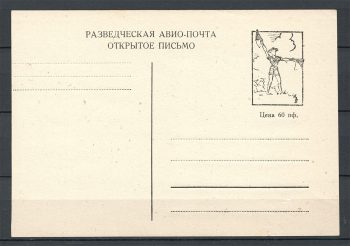 РАЗВЕДЧЕСКАЯ АВИО-ПОЧТА
ОТКРЫТОЕ ПИСЬМО
Цена 60 пф.